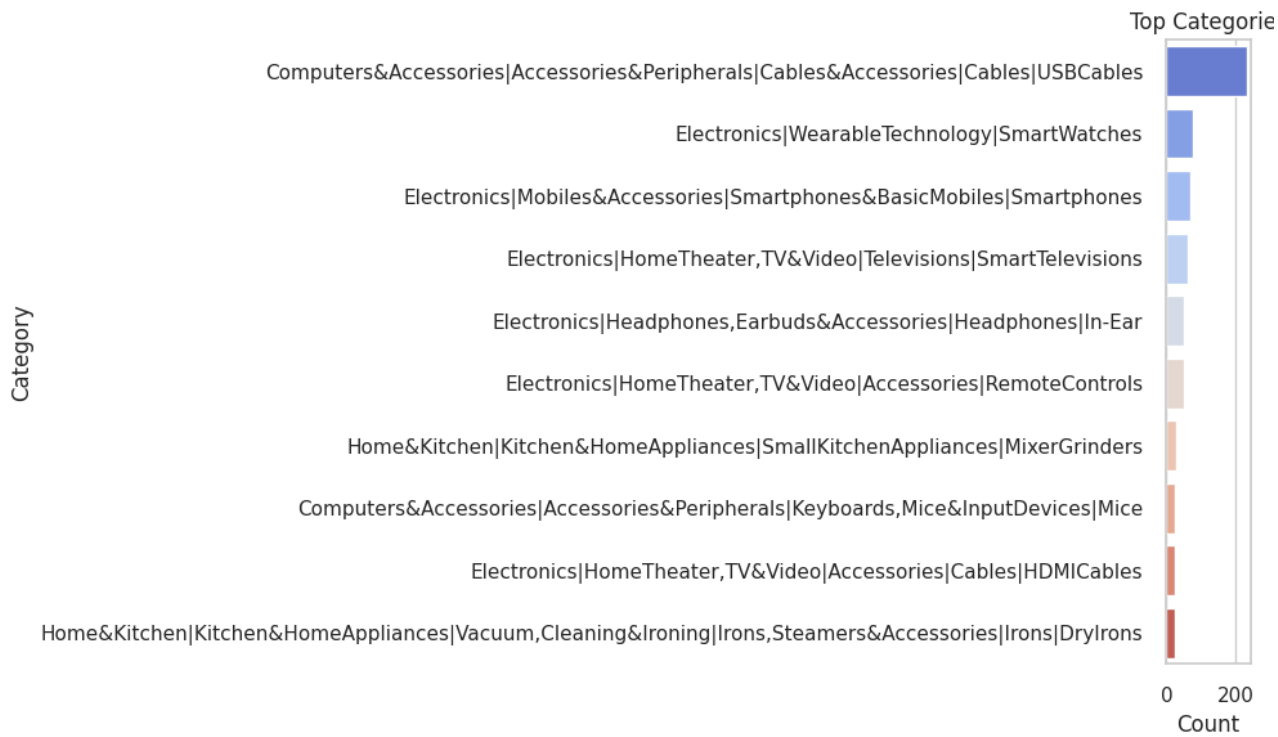 Top Categorie
Computers&Accessories|Accessories&Peripherals|Cables&Accessories|Cables|USBCables
Electronics|WearableTechnology|SmartWatches
Electronics|Mobiles&Accessories|Smartphones&BasicMobiles|Smartphones
Electronics|HomeTheater,TV&Video|Televisions|SmartTelevisions
Electronics|Headphones,Earbuds&Accessories|Headphones|In-Ear
Electronics|HomeTheater,TV&Video|Accessories|RemoteControls
Home&Kitchen|Kitchen&HomeAppliances|SmallKitchenAppliances|MixerGrinders
Computers&Accessories|Accessories&Peripherals|Keyboards,Mice&InputDevices|Mice
Electronics|HomeTheater,TV&Video|Accessories|Cables|HDMICables
Home&Kitchen|Kitchen&HomeAppliances|Vacuum,Cleaning&Ironing|Irons,Steamers&Accessories|Irons|DryIrons
Category
0 200
Count